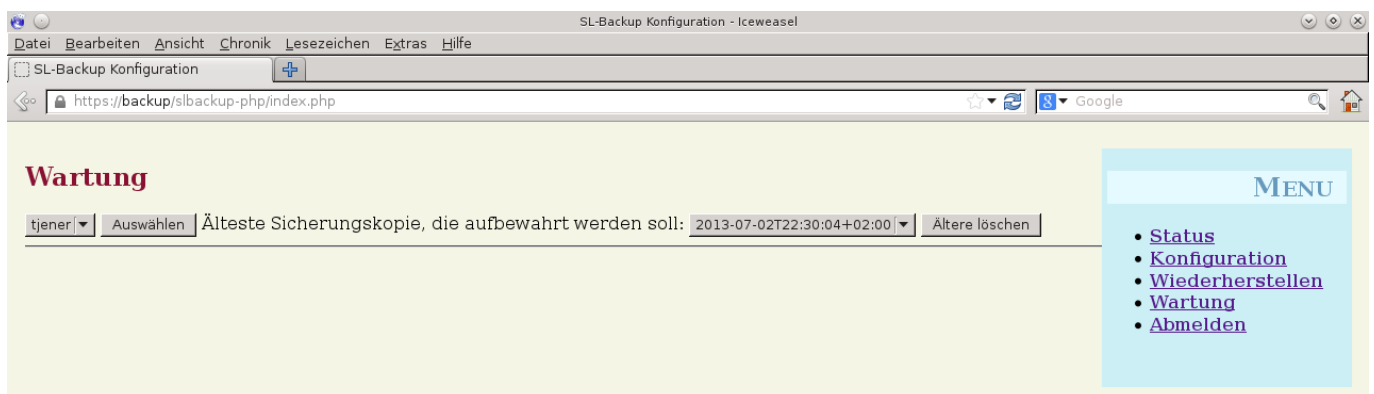 SL-Backup Konfiguration - Iceweasel
Datei Bearbeiten Ansicht Chronik Lesezeichen Extras Hilfe
SL-Backup Konfiguration
https://backup/slbackup-php/index.php
8 Google
Wartung
tjener Auswählen Älteste Sicherungskopie, die aufbewahrt werden soll: 2013-07-02T22:30:04+02:00 Ältere löschen
MENU
• Status
• Konfiguration
• Wiederherstellen
• Wartung
• Abmelden